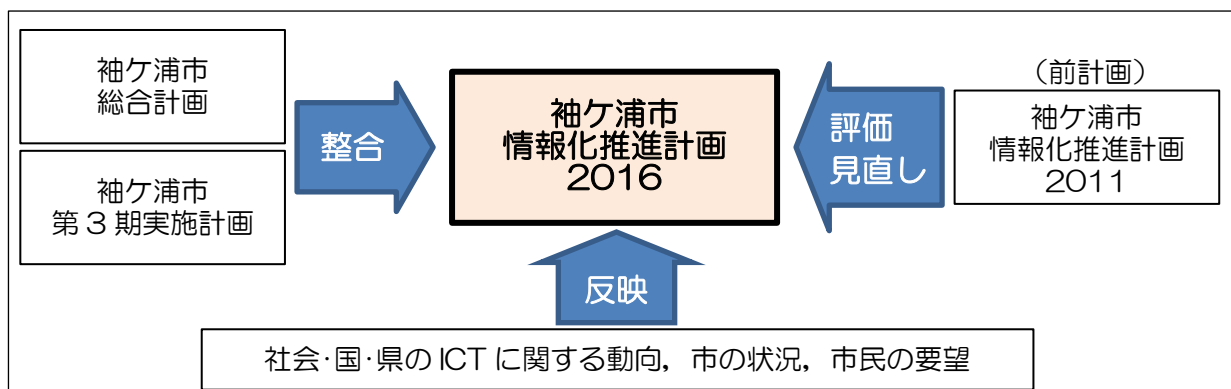 袖ケ浦市
総合計画
袖ケ浦市
第3期実施計画
整合
袖ケ浦市
情報化推進計画
2016
評価
見直し
（前計画）
袖ケ浦市
情報化推進計画
2011
反映
社会・国・県のICTに関する動向，市の状況，市民の要望